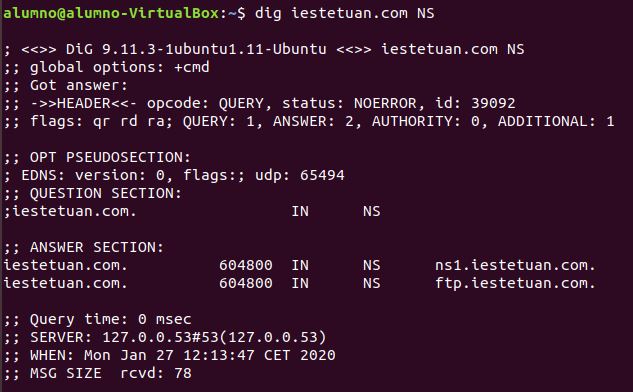 alumno@alumno-VirtualBox:~$ dig iestetuan.com NS
; <<>> DiG 9.11.3-1ubuntu1.11-Ubuntu <<>> iestetuan.com NS
;; global options: +cmd
;; Got answer:
;; ->>HEADER<<- opcode: QUERY, status: NOERROR, id: 39092
;; flags: qr rd ra; QUERY: 1, ANSWER: 2, AUTHORITY: 0, ADDITIONAL: 1
;; OPT PSEUDOSECTION:
; EDNS: version: 0, flags:; udp: 65494
;; QUESTION SECTION:
;iestetuan.com. IN NS
;; ANSWER SECTION:
iestetuan.com. 604800 IN NS ns1.iestetuan.com.
iestetuan.com. 604800 IN NS ftp.iestetuan.com.
;; Query time: 0 msec
;; SERVER: 127.0.0.53#53(127.0.0.53)
;; WHEN: Mon Jan 27 12:13:47 CET 2020
;; MSG SIZE rcvd: 78